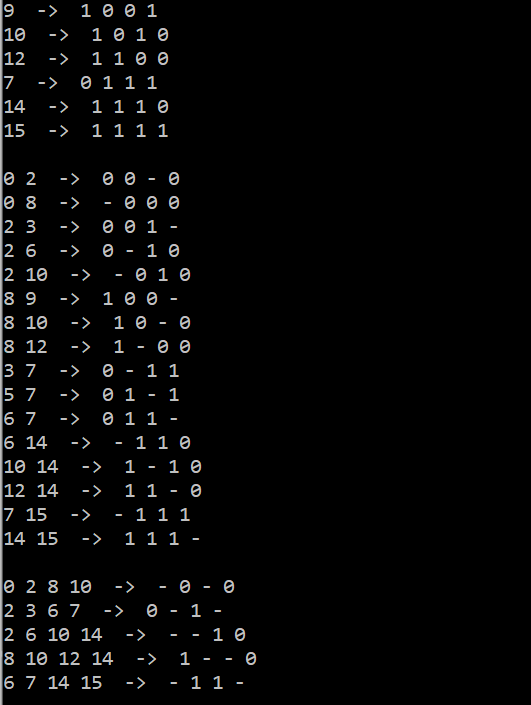 9  ->  1 0 0 1
10  ->  1 0 1 0
12  ->  1 1 0 0
7  ->  0 1 1 1
14  ->  1 1 1 0
15  ->  1 1 1 1
0 2  ->  0 0 - 0
0 8  ->  - 0 0 0
2 3  ->  0 0 1 -
2 6  ->  0 - 1 0
2 10  ->  - 0 1 0
8 9  ->  1 0 0 -
8 10  ->  1 0 - 0
8 12  ->  1 - 0 0
3 7  ->  0 - 1 1
5 7  ->  0 1 - 1
6 7  ->  0 1 1 -
6 14  ->  - 1 1 0
10 14  ->  1 - 1 0
12 14  ->  1 1 - 0
7 15  ->  - 1 1 1
14 15  ->  1 1 1 -
0 2 8 10  ->  - 0 - 0
2 3 6 7  ->  0 - 1 -
2 6 10 14  ->  - - 1 0
8 10 12 14  ->  1 - - 0
6 7 14 15  ->  - 1 1 -